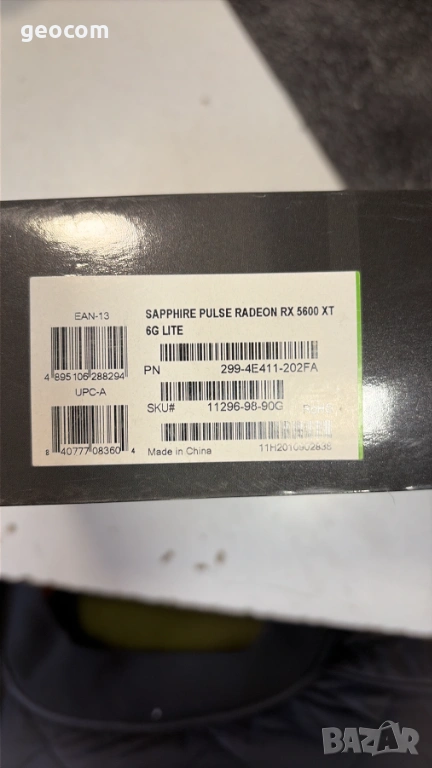 geocom
SAPPHIRE PULSE RADEON RX 5600 XT
6G LITE
EAN-13
4 895106 288294
UPC-A
8 40777 08360 4
PN 299-4E411-202FA
SKU# 11296-98-90G
Made in China
BAZAR